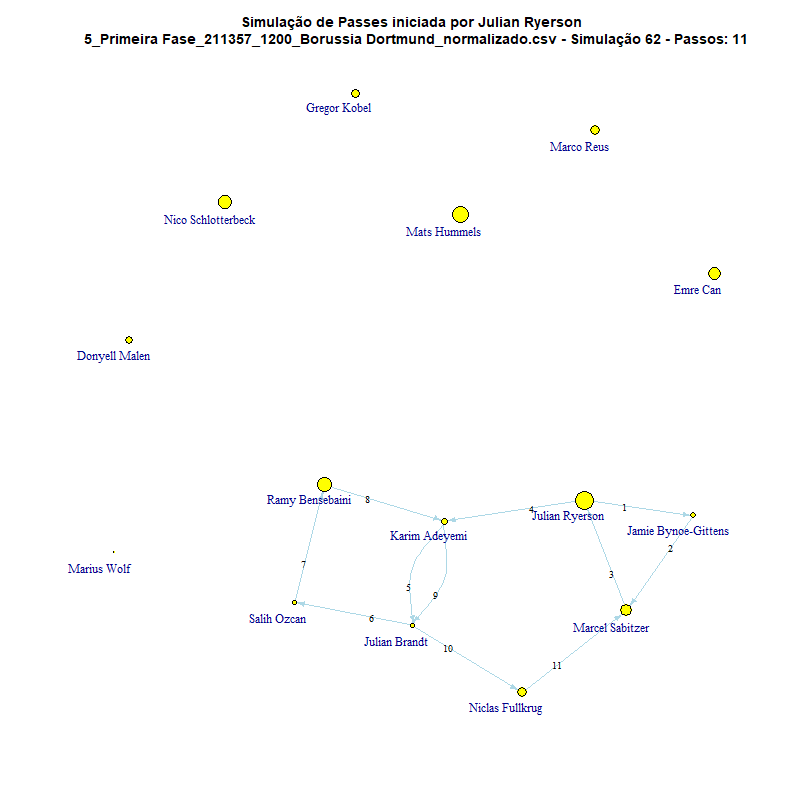 Simulação de Passes iniciada por Julian Ryerson
5_Primeira Fase_211357_1200_Borussia Dortmund_normalizado.csv - Simulação 62 - Passos: 11
Gregor Kobel
Marco Reus
Nico Schlotterbeck
Mats Hummels
Emre Can
Donyell Malen
Ramy Bensebaini
8
4
1
Julian Ryerson
Karim Adeyemi
Jamie Bynoe-Gittens
2
Marius Wolf
7
3
5
9
Salih Ozcan
6
Marcel Sabitzer
Julian Brandt
10
11
Niclas Fullkrug